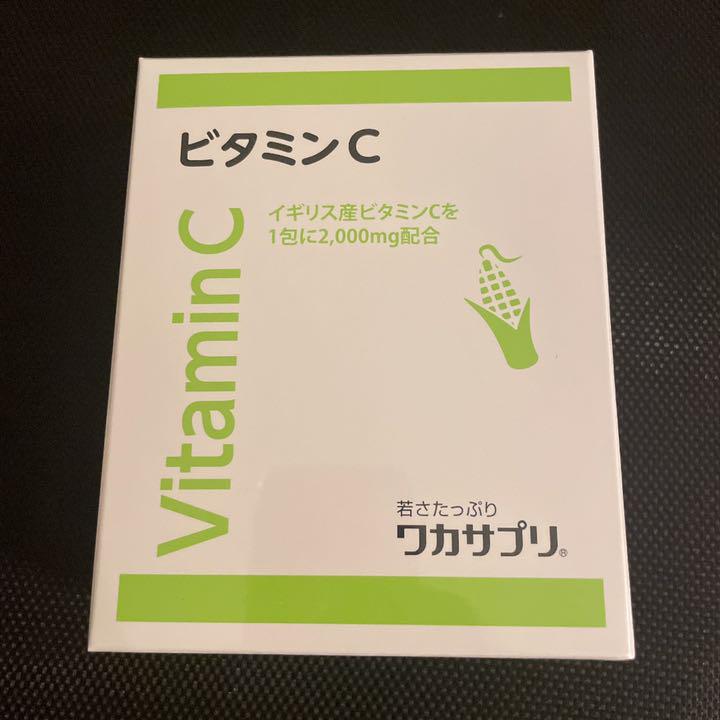 ビタミンC
Vitamin C
イギリス産ビタミンCを
1包に2,000mg配合
若さたっぷり
ワカサプリ®